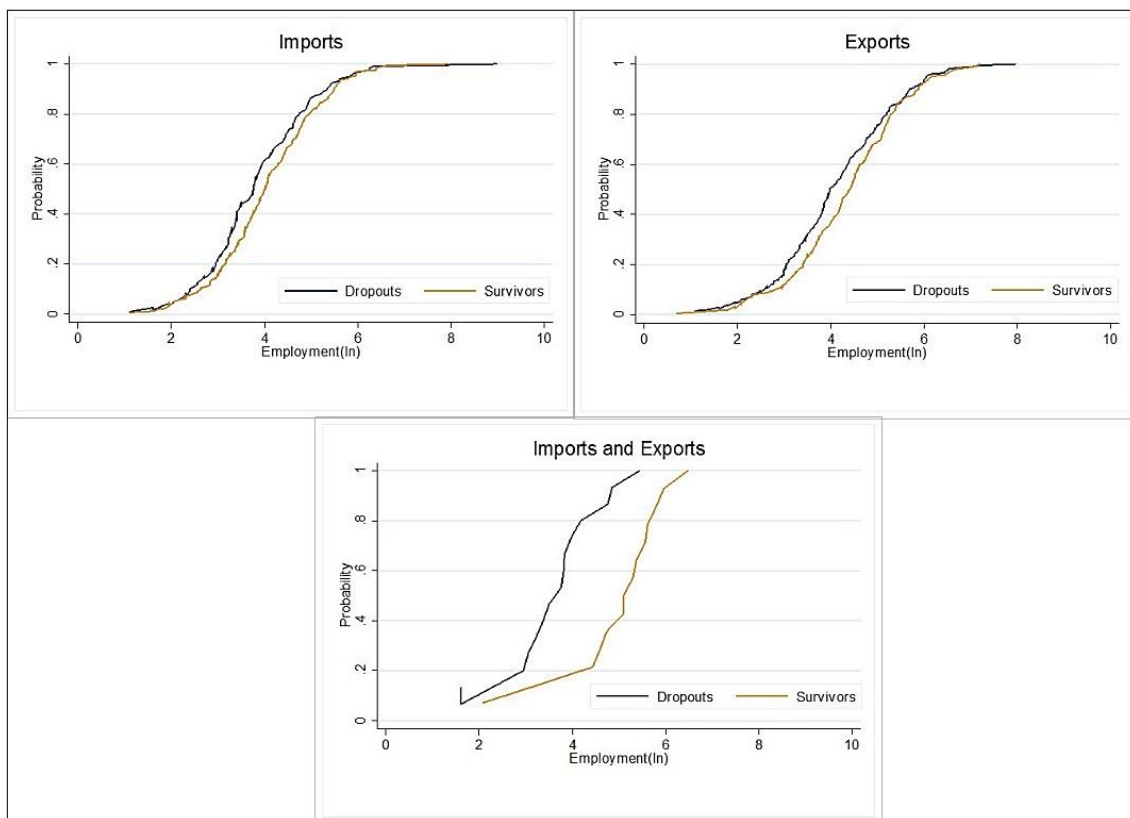 Imports
Probability
1
.8
.6
.4
.2
0
Dropouts
Survivors
0
2
4
6
8
10
Employment(ln)
Exports
Probability
1
.8
.6
.4
.2
0
Dropouts
Survivors
0
2
4
6
8
10
Employment(ln)
Imports and Exports
Probability
1
.8
.6
.4
.2
0
Dropouts
Survivors
0
2
4
6
8
10
Employment(ln)